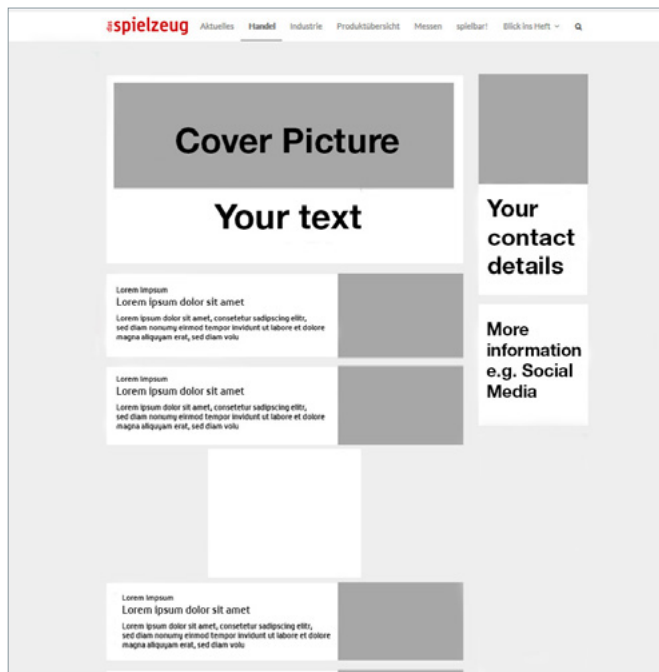 das spielzeug Aktuelles Handel Industrie Produktübersicht Messen spielbar! Blick ins Heft
Cover Picture
Your text
Lorem Impsum
Lorem ipsum dolor sit amet
Lorem ipsum dolor sit amet, consetetur sadipscing elitr,
sed diam nonumy eirmod tempor invidunt ut labore et dolore
magna aliquyam erat, sed diam volu
Lorem Impsum
Lorem ipsum dolor sit amet
Lorem ipsum dolor sit amet, consetetur sadipscing elitr,
sed diam nonumy eirmod tempor invidunt ut labore et dolore
magna aliquyam erat, sed diam volu
Lorem Impsum
Lorem ipsum dolor sit amet
Lorem ipsum dolor sit amet, consetetur sadipscing elitr,
sed diam nonumy eirmod tempor invidunt ut labore et dolore
magna aliquyam erat, sed diam volu
Your
contact
details
More
information
e.g. Social
Media